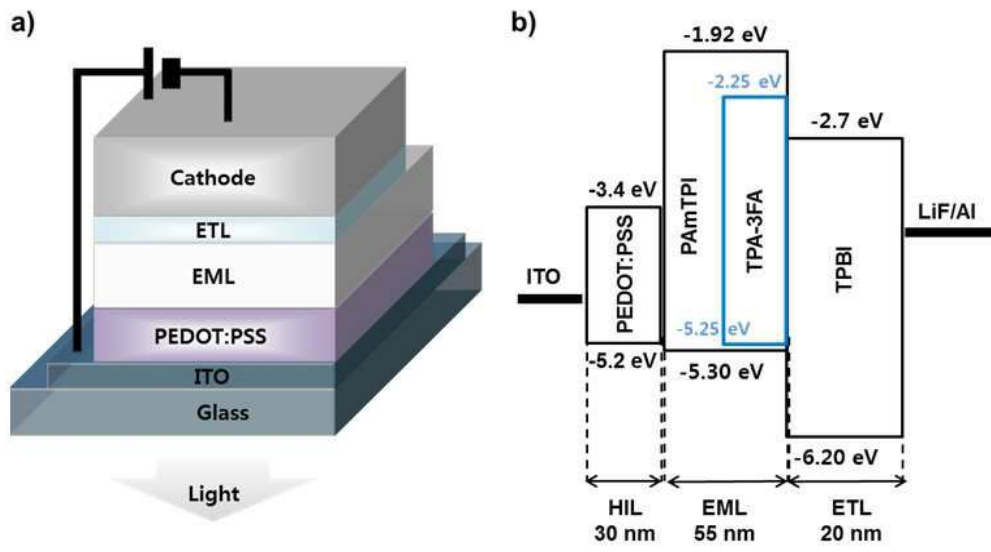 a)
Cathode
ETL
EML
PEDOT:PSS
ITO
Glass
Light
b)
-1.92 eV
-2.25 eV
-2.7 eV
-3.4 eV
LiF/Al
ITO
PEDOT:PSS
PAmTPI
TPA-3FA
TPBI
-5.25 eV
-5.2 eV
-5.30 eV
-6.20 eV
HIL
30 nm
EML
55 nm
ETL
20 nm